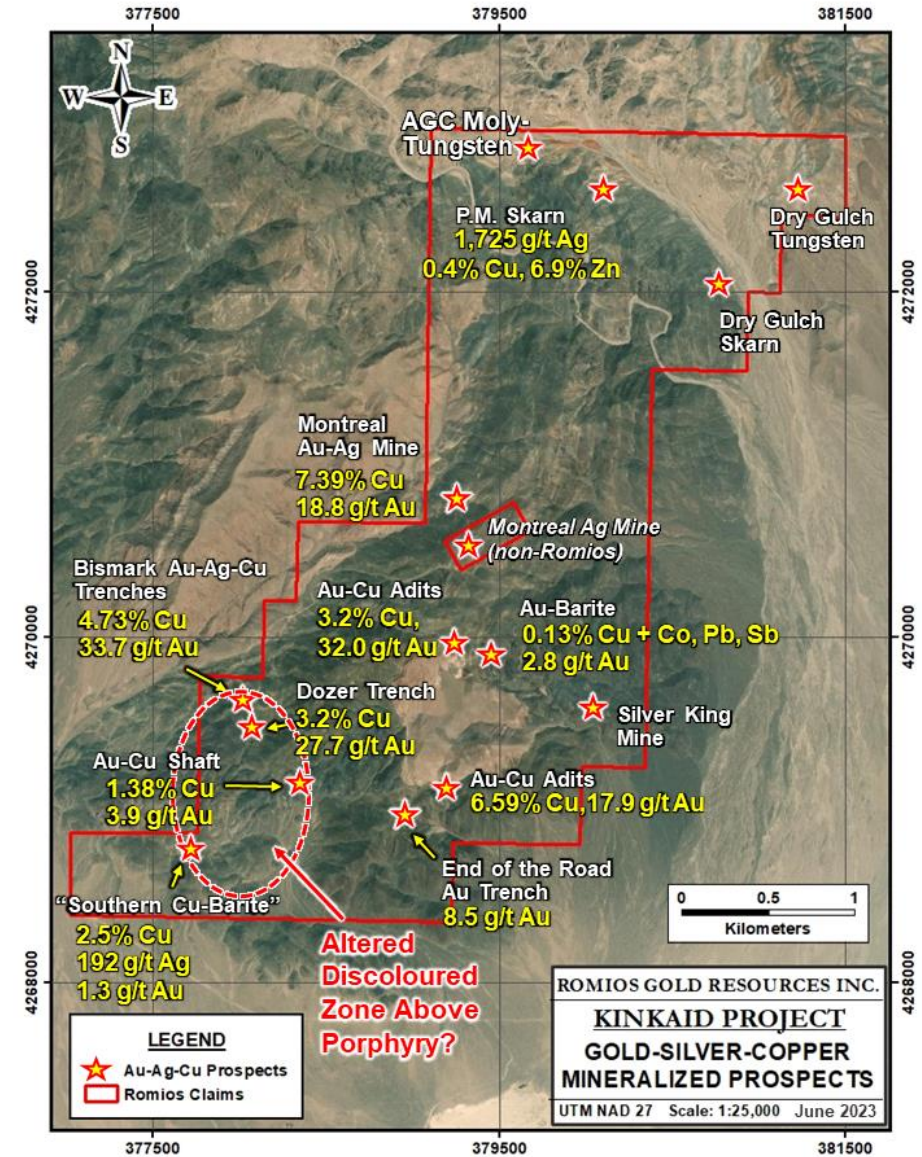 377500
379500
381500
N
W E
S
AGC Moly-
Tungsten
P.M. Skarn
1,725 g/t Ag
0.4% Cu, 6.9% Zn
Dry Gulch
Tungsten
4272000
4272000
Dry Gulch
Skarn
Montreal
Au-Ag Mine
7.39% Cu
18.8 g/t Au
Montreal Ag Mine
(non-Romios)
Bismark Au-Ag-Cu
Trenches
4.73% Cu
33.7 g/t Au
Au-Cu Adits
3.2% Cu,
32.0 g/t Au
Au-Barite
0.13% Cu + Co, Pb, Sb
2.8 g/t Au
4270000
4270000
Dozer Trench
3.2% Cu
27.7 g/t Au
Silver King
Mine
Au-Cu Shaft
1.38% Cu
3.9 g/t Au
Au-Cu Adits
6.59% Cu,17.9 g/t Au
End of the Road
Au Trench
8.5 g/t Au
“Southern Cu-Barite”
2.5% Cu
192 g/t Ag
1.3 g/t Au
0 0.5 1
Kilometers
Altered
Discoloured
Zone Above
Porphyry?
4268000
4268000
LEGEND
Au-Ag-Cu Prospects
Romios Claims
ROMIOS GOLD RESOURCES INC.
KINKAID PROJECT
GOLD-SILVER-COPPER
MINERALIZED PROSPECTS
UTM NAD 27 Scale: 1:25,000 June 2023
377500
379500
381500